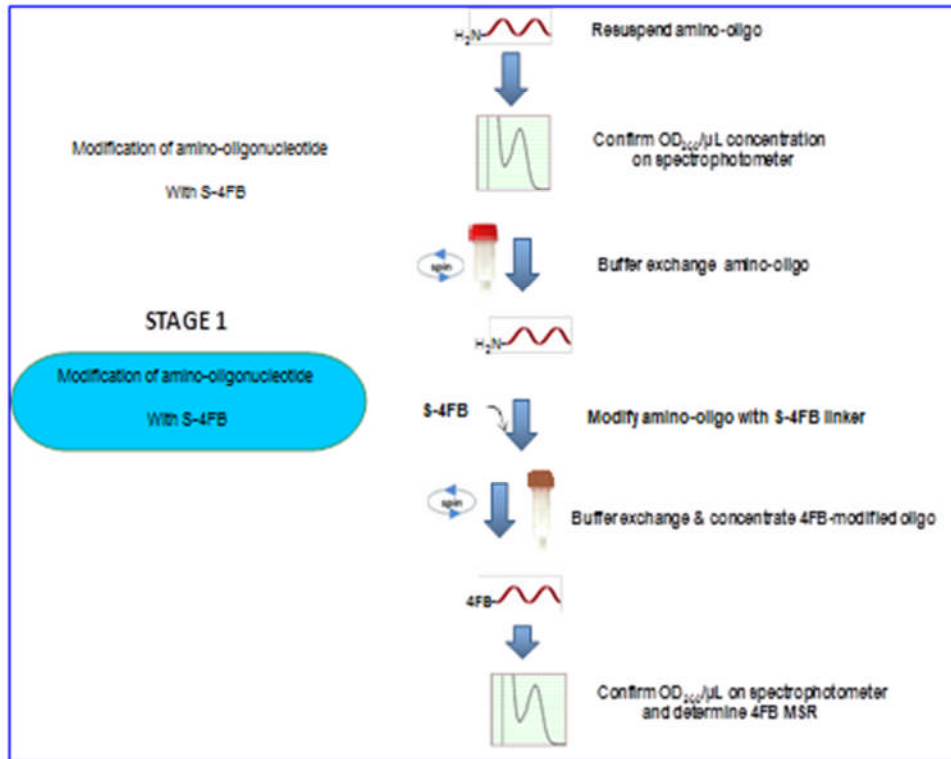 H2N
Resuspend amino-oligo
Confirm OD260/µL concentration
on spectrophotometer
Modification of amino-oligonucleotide
With S-4FB
spin
Buffer exchange amino-oligo
STAGE 1
H2N
Modification of amino-oligonucleotide
With S-4FB
S-4FB
Modify amino-oligo with S-4FB linker
spin
Buffer exchange & concentrate 4FB-modified oligo
4FB
Confirm OD260/µL on spectrophotometer
and determine 4FB MSR